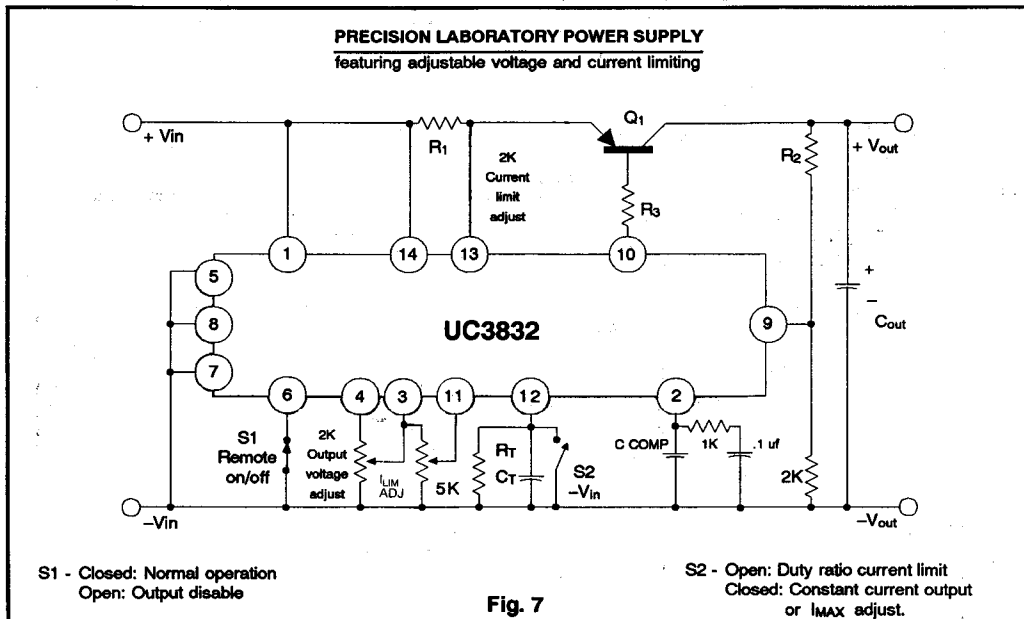 PRECISION LABORATORY POWER SUPPLY
featuring adjustable voltage and current limiting
+ Vin
R1
2K
Current
limit
adjust
Q1
R3
R2
+ Vout
1
14
13
10
5
8
7
UC3832
9
+
–
Cout
6
4
3
11
12
2
S1
Remote
on/off
2K
Output
voltage
adjust
ILIM
ADJ
5K
RT
CT
S2
–Vin
C COMP
1K
.1 uf
2K
–Vin
–Vout
S1 - Closed: Normal operation
Open: Output disable
Fig. 7
S2 - Open: Duty ratio current limit
Closed: Constant current output
or IMAX adjust.